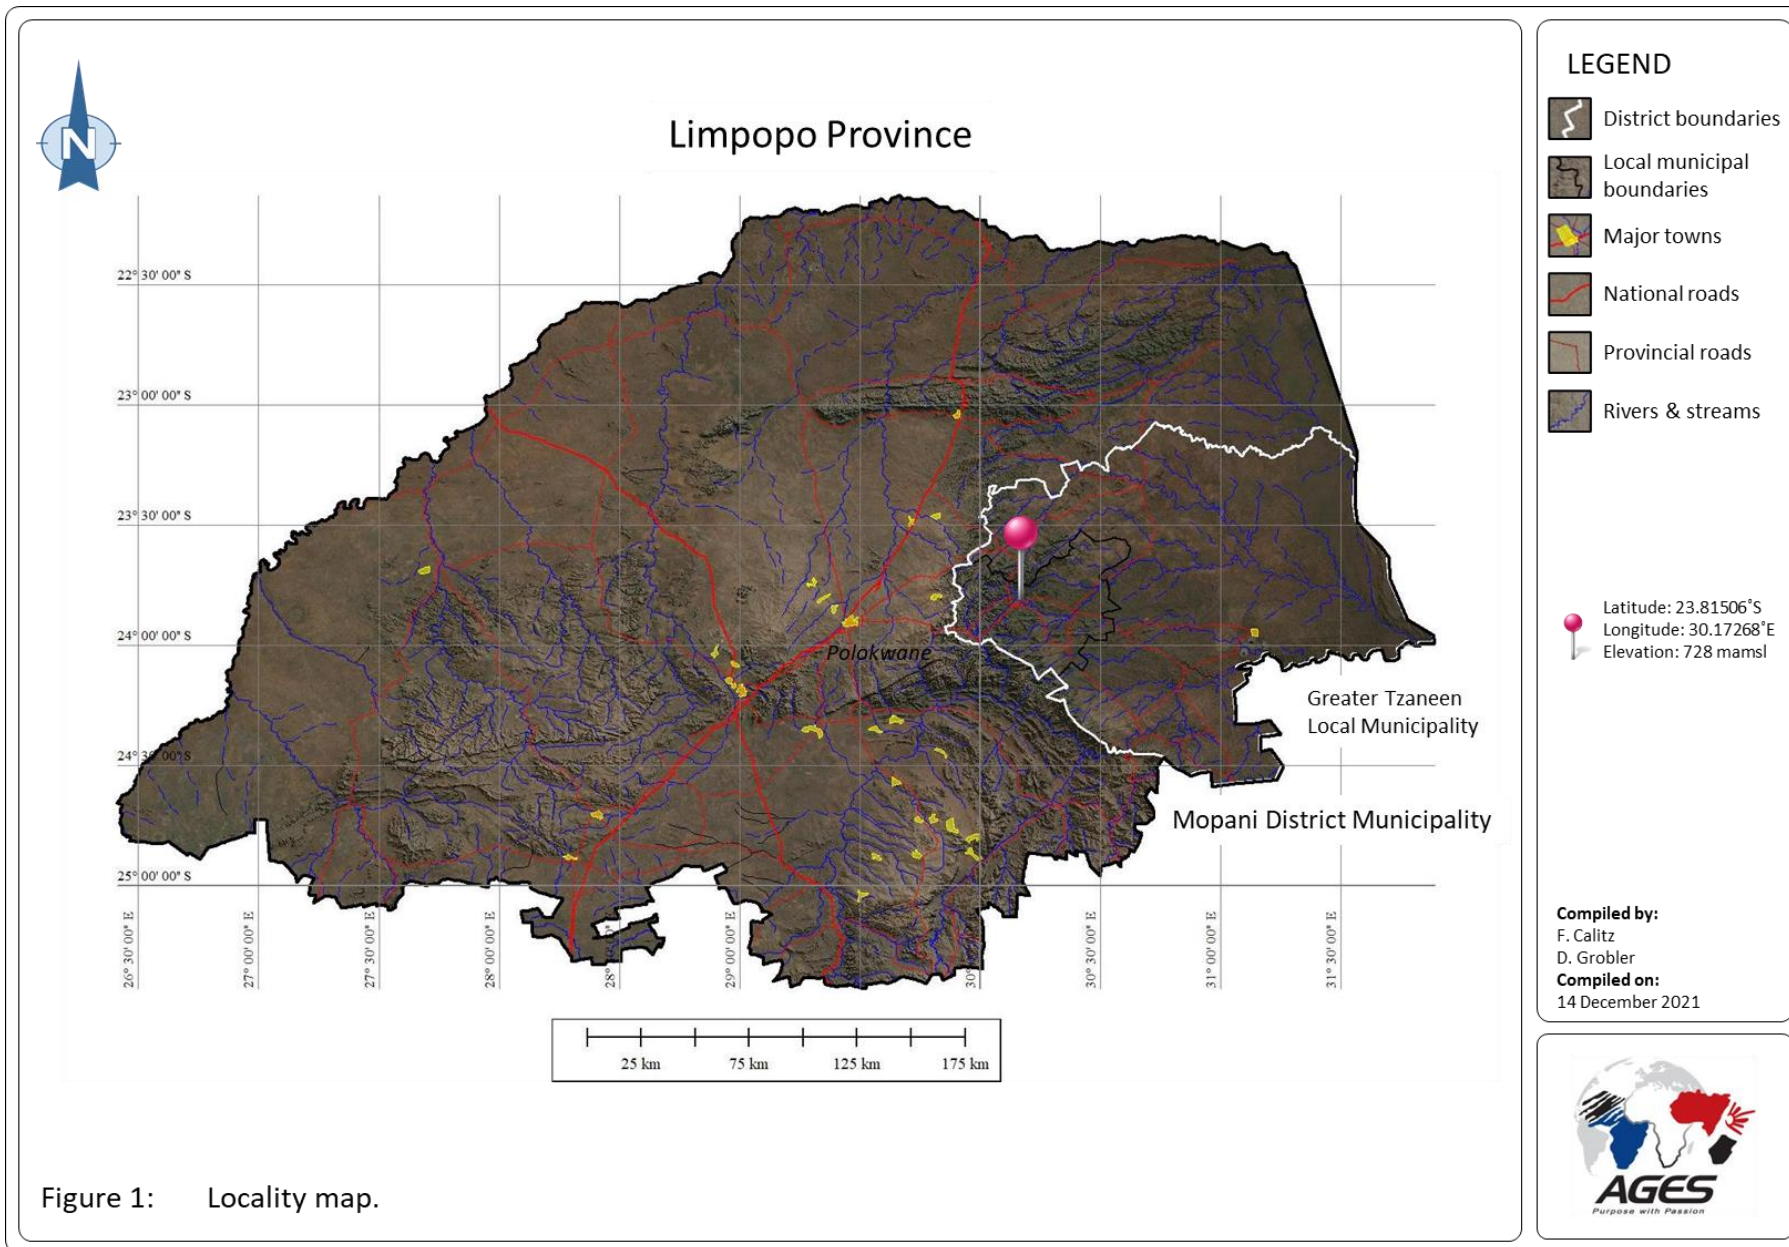 N
Limpopo Province
22° 30' 00" S
23° 00' 00" S
23° 30' 00" S
24° 00' 00" S
24° 30' 00" S
25° 00' 00" S
Polokwane
Greater Tzaneen
Local Municipality
Mopani District Municipality
26° 30' 00" E
27° 00' 00" E
27° 30' 00" E
28° 00' 00" E
29° 00' 00" E
30° 30' 00" E
31° 00' 00" E
31° 30' 00" E
25 km 75 km 125 km 175 km
Figure 1: Locality map.
LEGEND
District boundaries
Local municipal
boundaries
Major towns
National roads
Provincial roads
Rivers & streams
Latitude: 23.81506°S
Longitude: 30.17268°E
Elevation: 728 mamsl
Compiled by:
F. Calitz
D. Grobler
Compiled on:
14 December 2021
AGES
Purpose with Passion